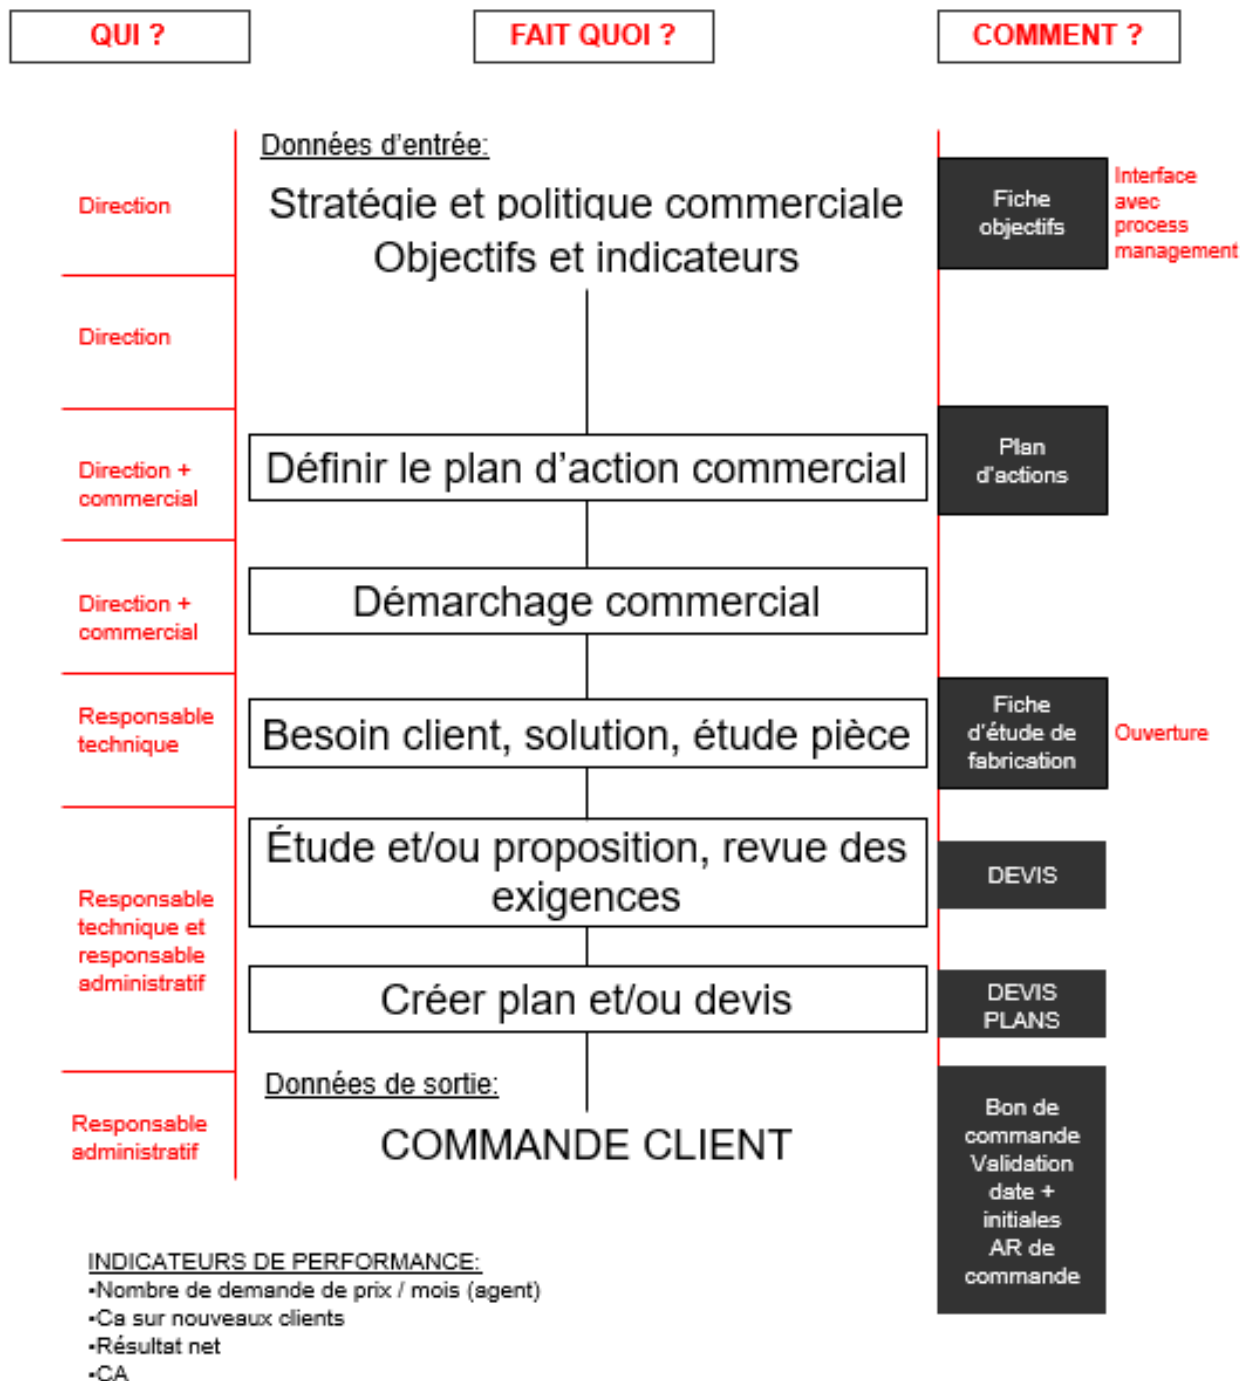 QUI ?
FAIT QUOI ?
COMMENT ?
Données d'entrée:
Direction
Stratégie et politique commerciale
Objectifs et indicateurs
Fiche
objectifs
Interface
avec
process
management
Direction
Direction +
commercial
Définir le plan d'action commercial
Plan
d'actions
Direction +
commercial
Démarchage commercial
Responsable
technique
Besoin client, solution, étude pièce
Fiche
d'étude de
fabrication
Ouverture
Responsable
technique et
responsable
administratif
Étude et/ou proposition, revue des
exigences
DEVIS
Créer plan et/ou devis
DEVIS
PLANS
Données de sortie:
Responsable
administratif
COMMANDE CLIENT
Bon de
commande
Validation
date +
initiales
AR de
commande
INDICATEURS DE PERFORMANCE:
▪Nombre de demande de prix / mois (agent)
▪Ca sur nouveaux clients
▪Résultat net
▪CA